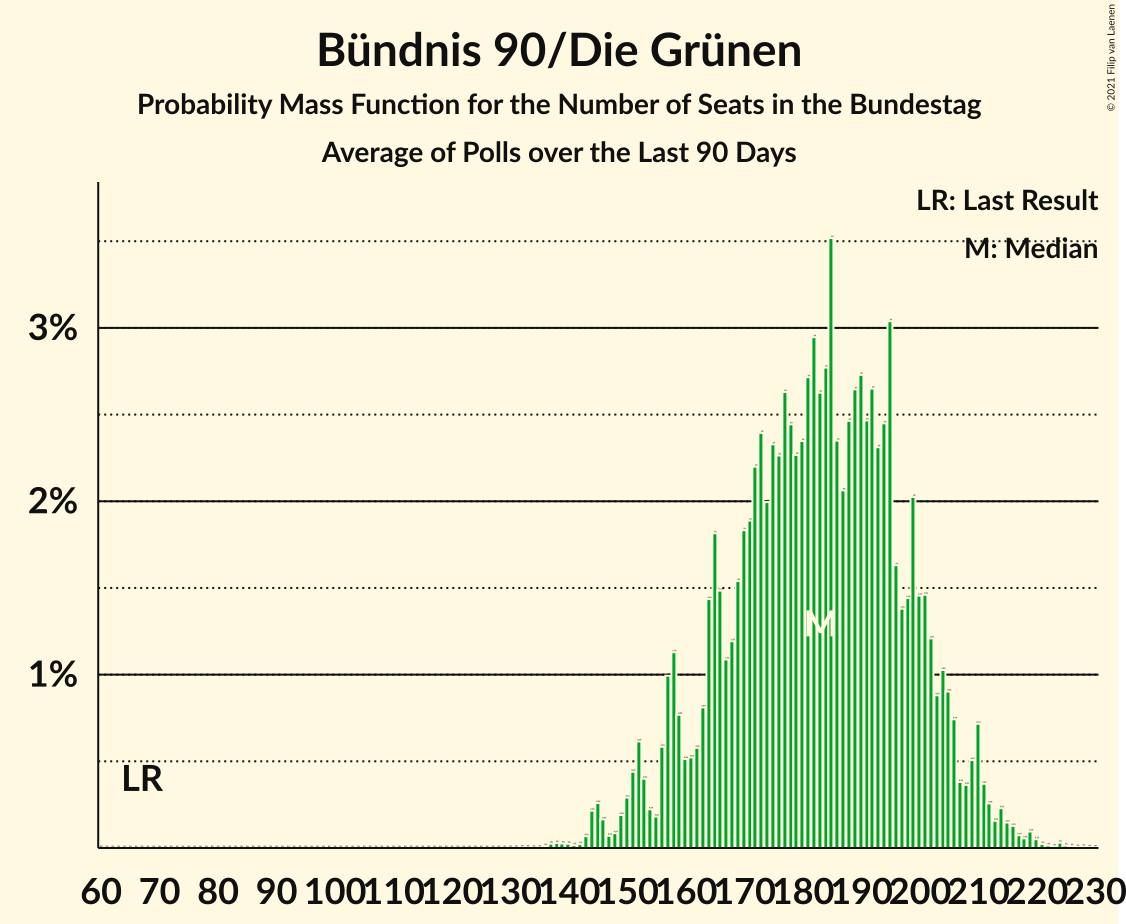 Bündnis 90/Die Grünen
Probability Mass Function for the Number of Seats in the Bundestag
Average of Polls over the Last 90 Days
© 2021 Filip van Laenen
LR: Last Result
M: Median
3%
2%
1%
LR
M
60 70 80 90 100 110 120 130 140 150 160 170 180 190 200 210 220 230